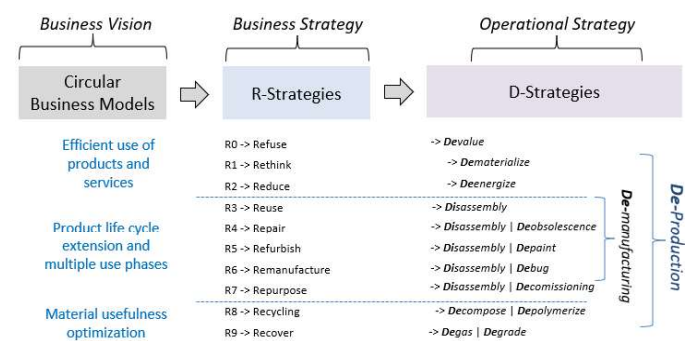 Business Vision
Business Strategy
Operational Strategy
Circular
Business Models
R-Strategies
D-Strategies
Efficient use of
products and
services
R0 -> Refuse
-> Devalue
R1 -> Rethink
-> Dematerialize
R2 -> Reduce
-> Deenergize
Product life cycle
extension and
multiple use phases
R3 -> Reuse
-> Disassembly
R4 -> Repair
-> Disassembly | Deobsolescence
R5 -> Refurbish
-> Disassembly | Depaint
R6 -> Remanufacture
-> Disassembly | Debug
R7 -> Repurpose
-> Disassembly | Decomissioning
Material usefulness
optimization
R8 -> Recycling
-> Decompose | Depolymerize
R9 -> Recover
-> Degas | Degrade
De-manufacturing
De-Production